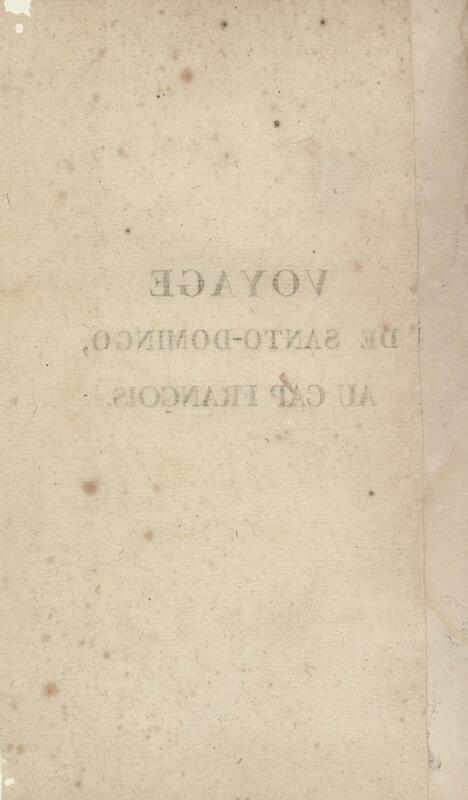 VOYAGE
DE SANTO-DOMINGO,
AU CAP FRANÇOIS.